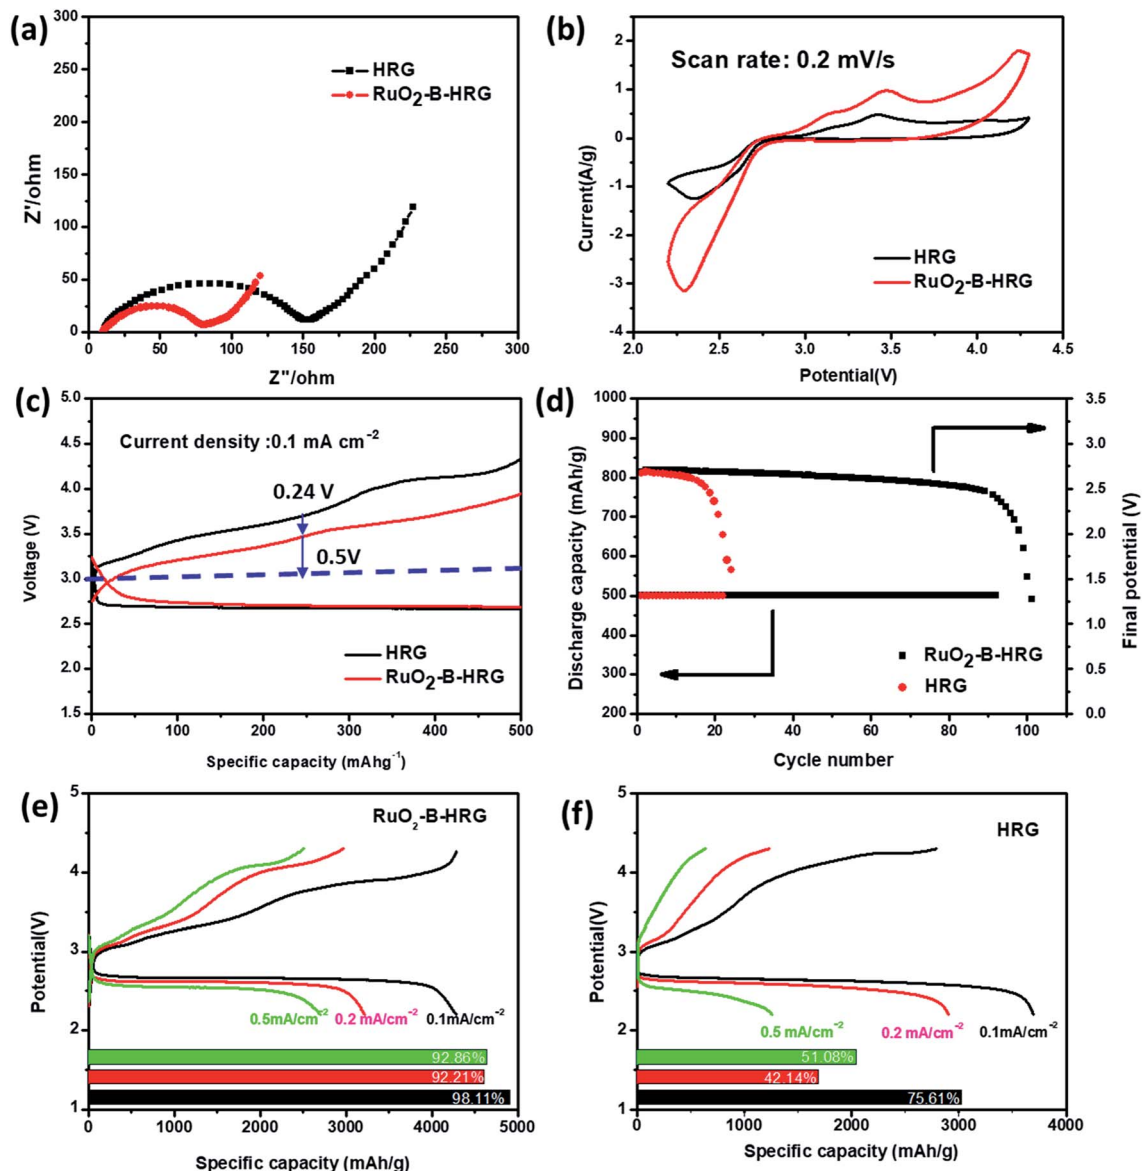 (a)
300
250
200
150
100
50
0
Z'/ohm
HRG
RuO2-B-HRG
0 50 100 150 200 250 300
Z"/ohm
(b)
2
1
0
-1
-2
-3
-4
Current(A/g)
Scan rate: 0.2 mV/s
HRG
RuO2-B-HRG
2.0 2.5 3.0 3.5 4.0 4.5
Potential(V)
(c)
5.0
4.5
4.0
3.5
3.0
2.5
2.0
1.5
Voltage (V)
Current density :0.1 mA cm−2
0.24 V
0.5V
HRG
RuO2-B-HRG
0 100 200 300 400 500
Specific capacity (mAhg-1)
(d)
1000
900
800
700
600
500
400
300
200
Discharge capacity (mAh/g)
3.5
3.0
2.5
2.0
1.5
1.0
0.5
0.0
Final potential (V)
RuO2-B-HRG
HRG
0 20 40 60 80 100
Cycle number
(e)
5
4
3
2
1
Potential(V)
RuO2-B-HRG
0.5mA/cm−2 0.2 mA/cm−2 0.1mA/cm−2
92.86%
92.21%
98.11%
0 1000 2000 3000 4000 5000
Specific capacity (mAh/g)
(f)
5
4
3
2
1
Potential(V)
HRG
0.5 mA/cm−2 0.2 mA/cm−2 0.1mA/cm−2
51.08%
42.14%
75.61%
0 1000 2000 3000 4000
Specific capacity (mAh/g)